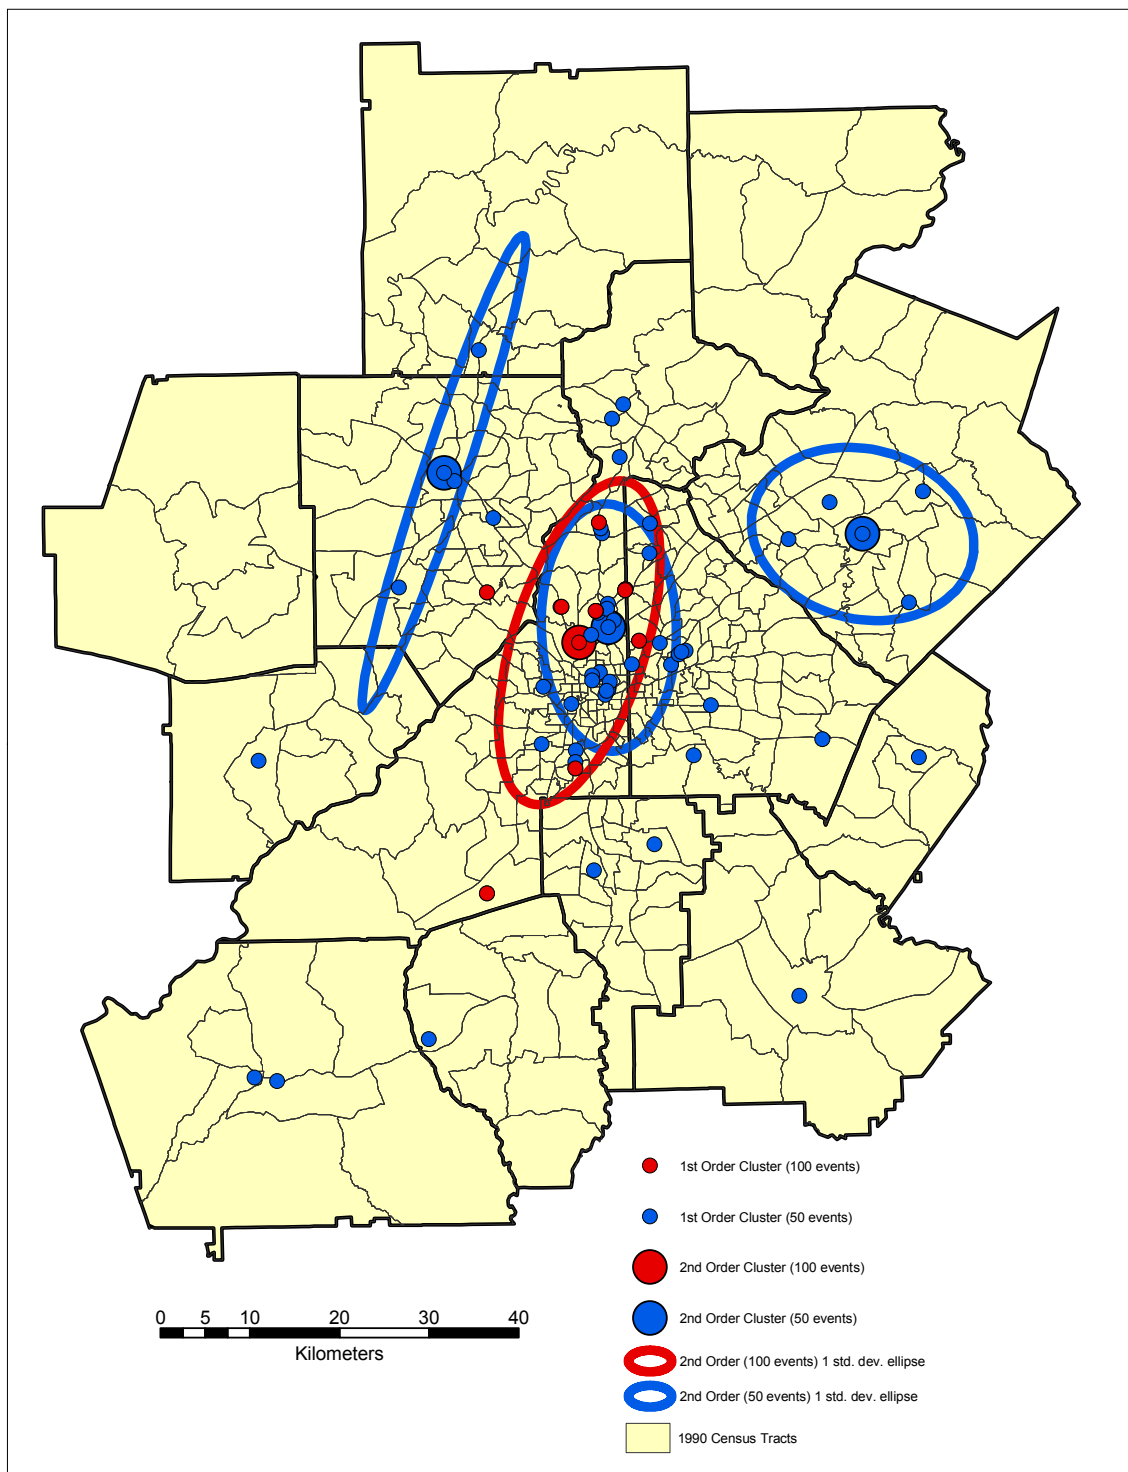 1st Order Cluster (100 events)
1st Order Cluster (50 events)
2nd Order Cluster (100 events)
2nd Order Cluster (50 events)
0 5 10 20 30 40
Kilometers
2nd Order (100 events) 1 std. dev. ellipse
2nd Order (50 events) 1 std. dev. ellipse
1990 Census Tracts